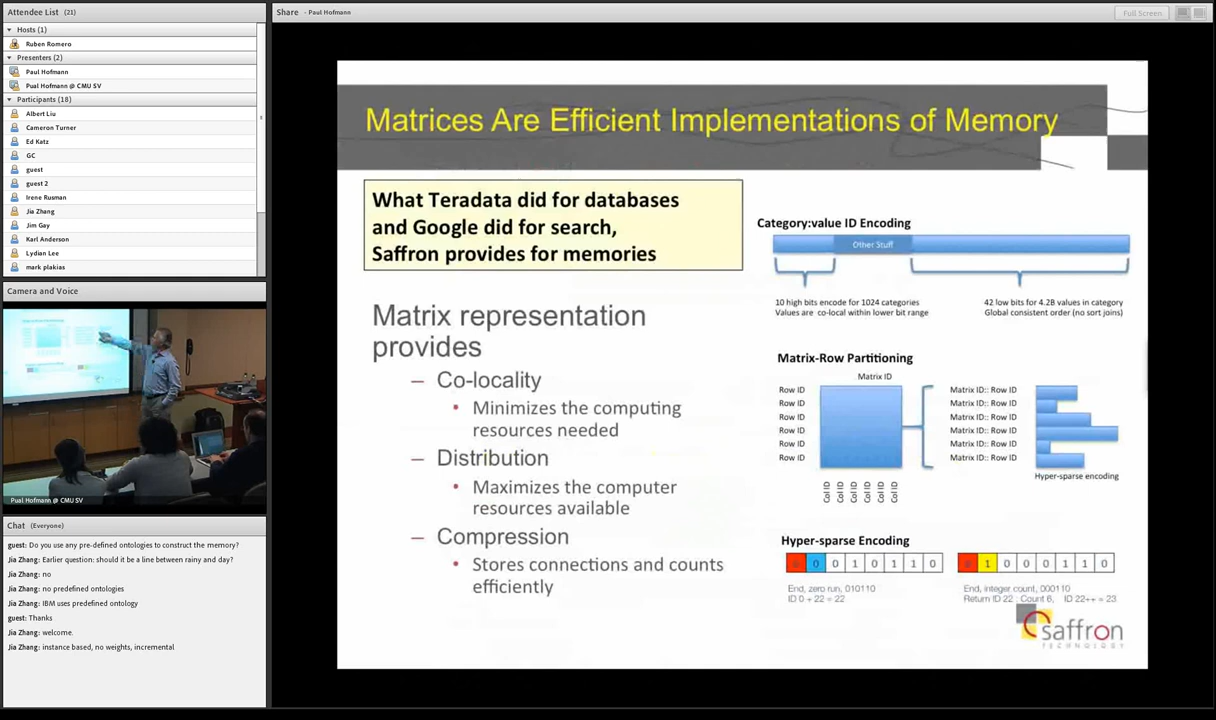 Attendee List (21)
Hosts (1)
Ruben Romero
Presenters (2)
Paul Hofmann
Pual Hofmann @ CMU SV
Participants (18)
Albert Liu
Cameron Turner
Ed Katz
GC
guest
guest 2
Irene Rusman
Jia Zhang
Jim Gay
Karl Anderson
Lydian Lee
mark plakias
Camera and Voice
Pual Hofmann @ CMU SV
Chat (Everyone)
guest: Do you use any pre-defined ontologies to construct the memory?
Jia Zhang: Earlier question: should it be a line between rainy and day?
Jia Zhang: no
Jia Zhang: no predefined ontologies
Jia Zhang: IBM uses predefined ontology
guest: Thanks
Jia Zhang: welcome.
Jia Zhang: instance based, no weights, incremental
Share - Paul Hofmann
Full Screen
Matrices Are Efficient Implementations of Memory
What Teradata did for databases
and Google did for search,
Saffron provides for memories
Matrix representation
provides
– Co-locality
• Minimizes the computing
resources needed
– Distribution
• Maximizes the computer
resources available
– Compression
• Stores connections and counts
efficiently
Category:value ID Encoding
Other Stuff
10 high bits encode for 1024 categories
Values are co-local within lower bit range
42 low bits for 4.2B values in category
Global consistent order (no sort joins)
Matrix-Row Partitioning
Matrix ID
Row ID
Row ID
Row ID
Row ID
Row ID
Row ID
Col ID
Col ID
Col ID
Col ID
Col ID
Col ID
Matrix ID:: Row ID
Matrix ID:: Row ID
Matrix ID:: Row ID
Matrix ID:: Row ID
Matrix ID:: Row ID
Matrix ID:: Row ID
Hyper-sparse encoding
Hyper-sparse Encoding
0 0 1 0 1 1 0
1 0 0 0 1 1 0
End, zero run, 010110
ID 0 + 22 = 22
End, integer count, 000110
Return ID 22 : Count 6, ID 22++ = 23
saffron
TECHNOLOGY